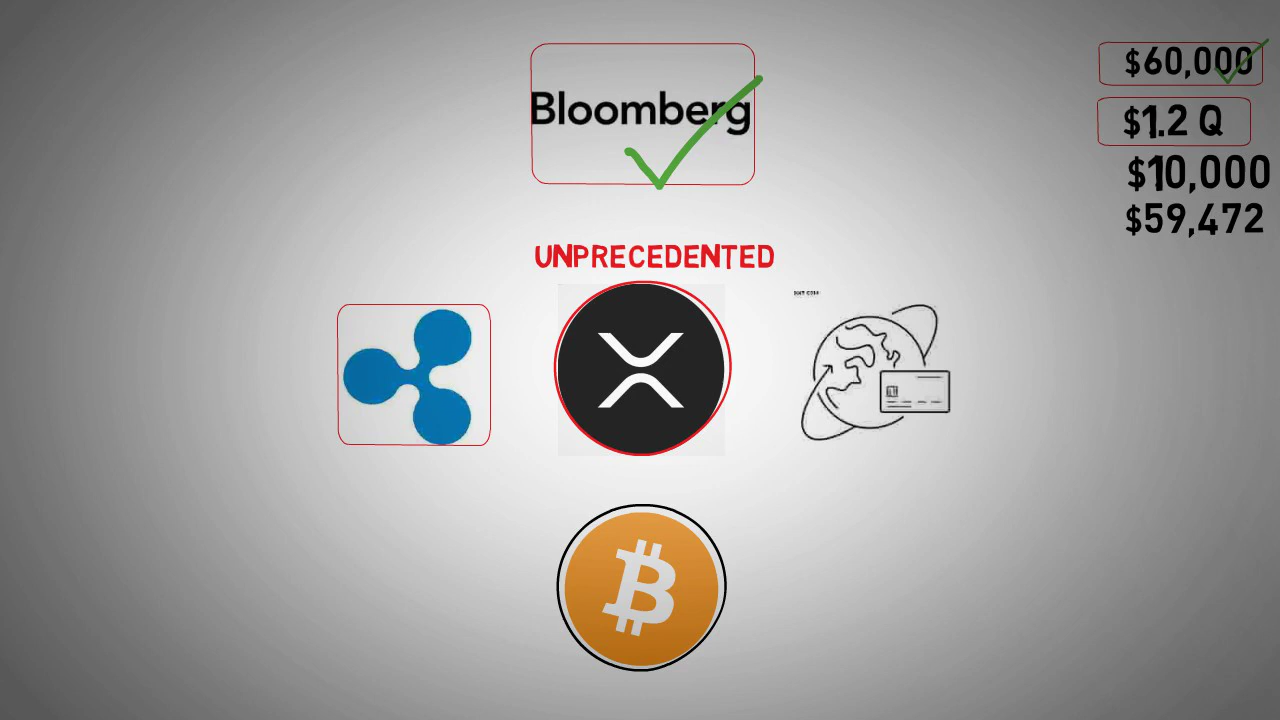 Bloomberg
$60,000
$1.2 Q
$10,000
$59,472
UNPRECEDENTED